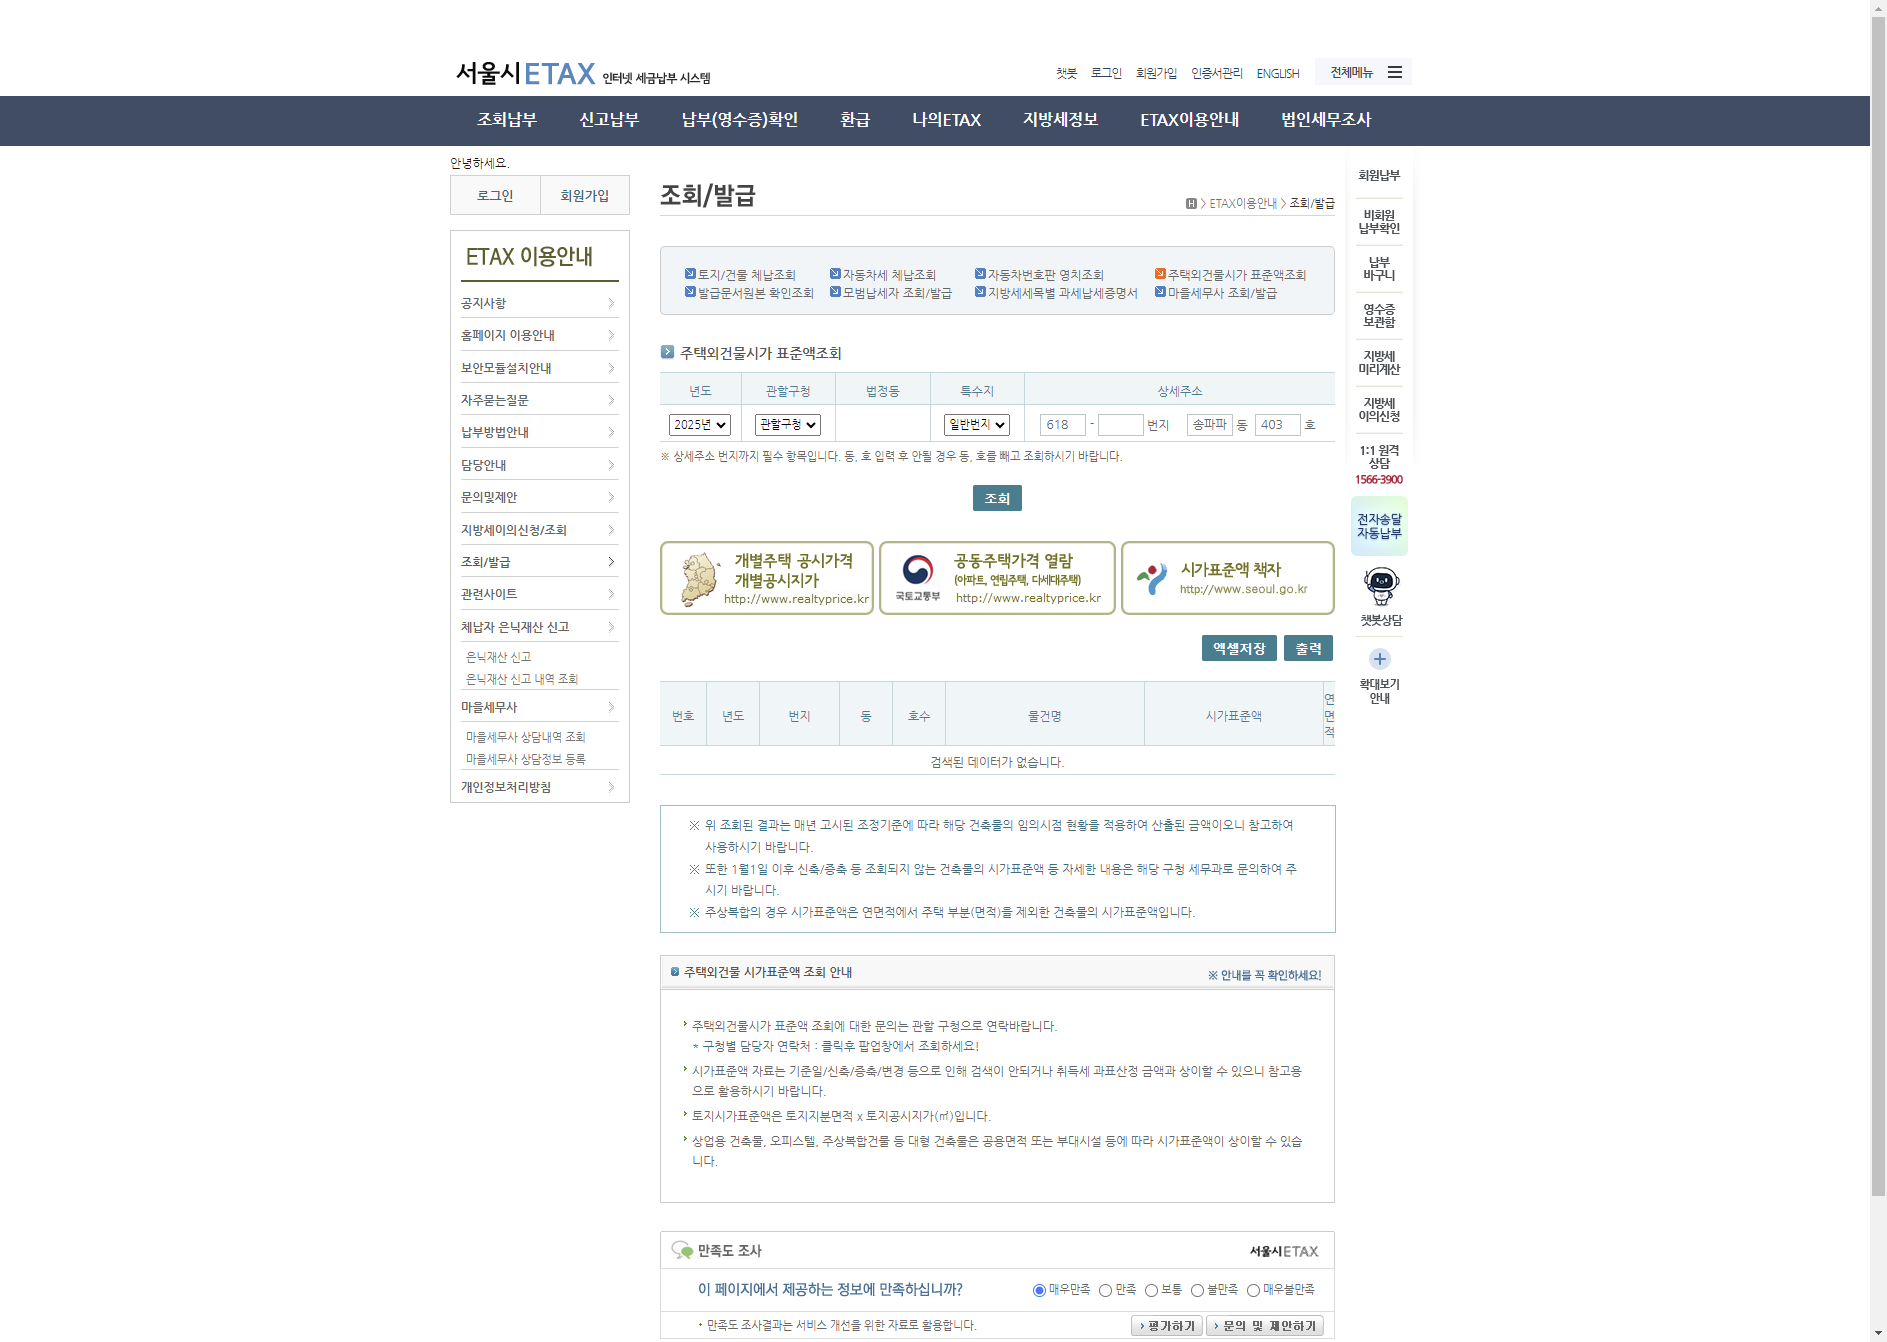 서울시ETAX 인터넷 세금납부 시스템
챗봇 로그인 회원가입 인증서관리 ENGLISH 전체메뉴
조회납부 신고납부 납부(영수증)확인 환급 나의ETAX 지방세정보 ETAX이용안내 법인세무조사
안녕하세요.
로그인 회원가입
ETAX 이용안내
공지사항
홈페이지 이용안내
보안모듈설치안내
자주묻는질문
납부방법안내
담당안내
문의및제안
지방세이의신청/조회
조회/발급
관련사이트
체납자 은닉재산 신고
은닉재산 신고
은닉재산 신고 내역 조회
마을세무사
마을세무사 상담내역 조회
마을세무사 상담정보 등록
개인정보처리방침
조회/발급
H > ETAX이용안내 > 조회/발급
토지/건물 체납조회 자동차세 체납조회 자동차번호판 영치조회 주택외건물시가 표준액조회
발급문서원본 확인조회 모범납세자 조회/발급 지방세세목별 과세납세증명서 마을세무사 조회/발급
주택외건물시가 표준액조회
년도 관할구청 법정동 특수지 상세주소
2025년 관할구청 일반번지 618 - 번지 송파파 동 403 호
※ 상세주소 번지까지 필수 항목입니다. 동, 호 입력 후 안될 경우 동, 호를 빼고 조회하시기 바랍니다.
조회
개별주택 공시가격
개별공시지가
http://www.realtyprice.kr
국토교통부
공동주택가격 열람
(아파트, 연립주택, 다세대주택)
http://www.realtyprice.kr
시가표준액 책자
http://www.seoul.go.kr
엑셀저장 출력
번호 년도 번지 동 호수 물건명 시가표준액 연면적
검색된 데이터가 없습니다.
※ 위 조회된 결과는 매년 고시된 조정기준에 따라 해당 건축물의 임의시점 현황을 적용하여 산출된 금액이오니 참고하여
사용하시기 바랍니다.
※ 또한 1월1일 이후 신축/증축 등 조회되지 않는 건축물의 시가표준액 등 자세한 내용은 해당 구청 세무과로 문의하여 주
시기 바랍니다.
※ 주상복합의 경우 시가표준액은 연면적에서 주택 부분(면적)을 제외한 건축물의 시가표준액입니다.
주택외건물 시가표준액 조회 안내 ※ 안내를 꼭 확인하세요!
주택외건물시가 표준액 조회에 대한 문의는 관할 구청으로 연락바랍니다.
* 구청별 담당자 연락처 : 클릭후 팝업창에서 조회하세요!
시가표준액 자료는 기준일/신축/증축/변경 등으로 인해 검색이 안되거나 취득세 과표산정 금액과 상이할 수 있으니 참고용
으로 활용하시기 바랍니다.
토지시가표준액은 토지지분면적 x 토지공시지가(㎡)입니다.
상업용 건축물, 오피스텔, 주상복합건물 등 대형 건축물은 공용면적 또는 부대시설 등에 따라 시가표준액이 상이할 수 있습
니다.
만족도 조사 서울시ETAX
이 페이지에서 제공하는 정보에 만족하십니까? 매우만족 만족 보통 불만족 매우불만족
만족도 조사결과는 서비스 개선을 위한 자료로 활용합니다. 평가하기 문의 및 제안하기
회원납부
비회원
납부확인
납부
바구니
영수증
보관함
지방세
미리계산
지방세
이의신청
1:1 원격
상담
1566-3900
전자송달
자동납부
챗봇상담
확대보기
안내